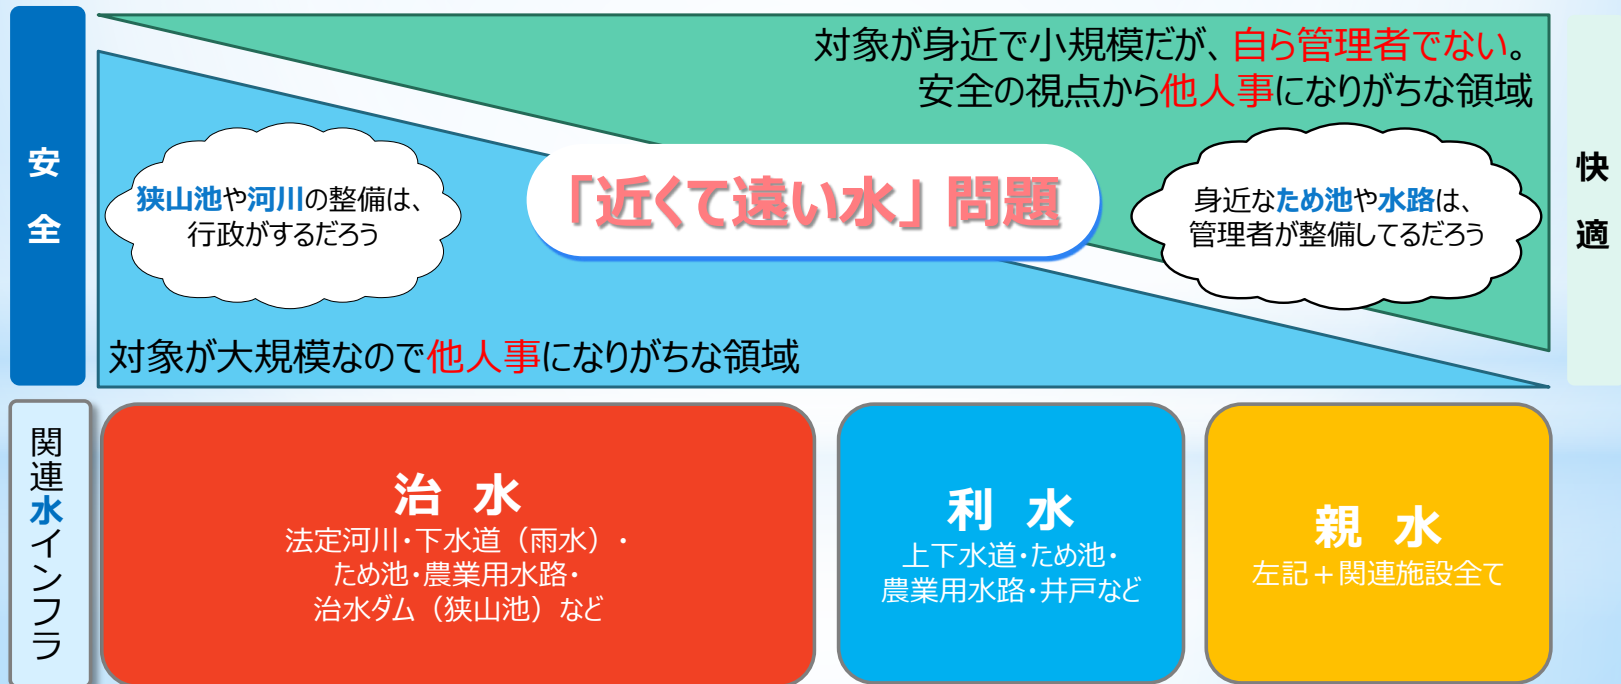 安全
対象が身近で小規模だが、自ら管理者でない。
安全の視点から他人事になりがちな領域
快適
狭山池や河川の整備は、
行政がするだろう
「近くて遠い水」問題
身近なため池や水路は、
管理者が整備してるだろう
対象が大規模なので他人事になりがちな領域
関連水インフラ
治 水
法定河川・下水道（雨水）・
ため池・農業用水路・
治水ダム（狭山池）など
利 水
上下水道・ため池・
農業用水路・井戸など
親 水
左記＋関連施設全て